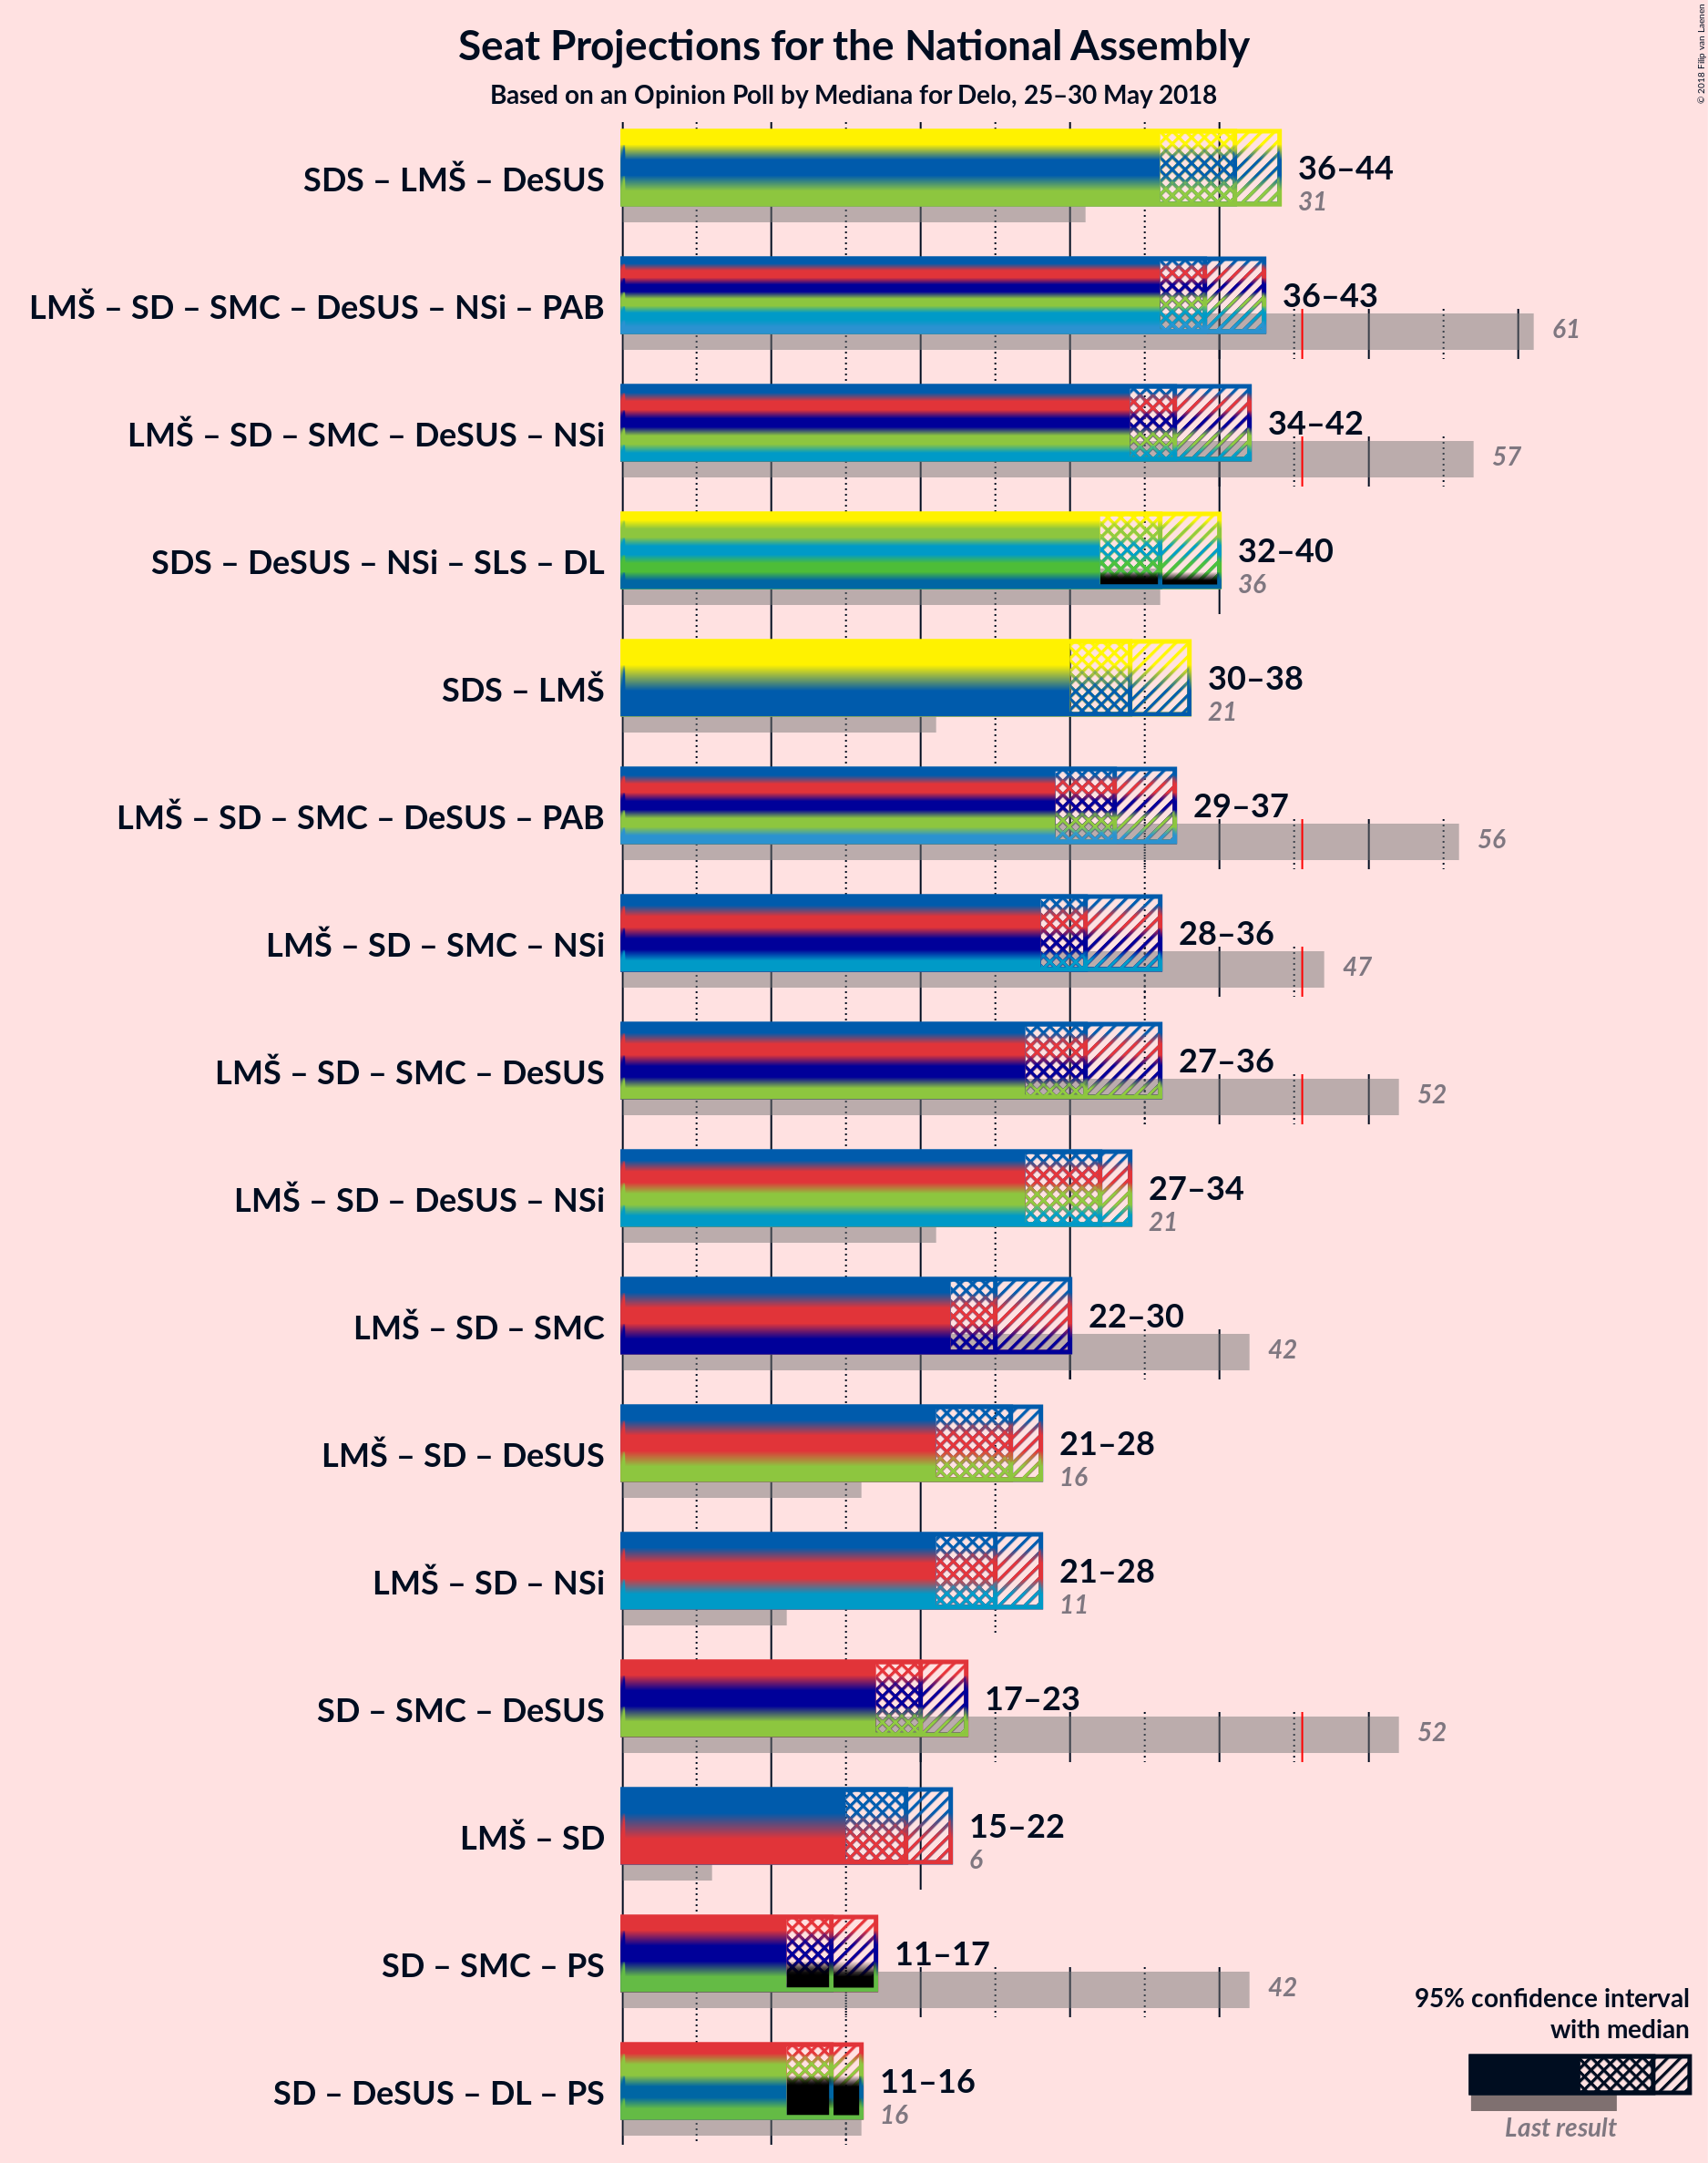 Seat Projections for the National Assembly
Based on an Opinion Poll by Mediana for Delo, 25–30 May 2018
© 2018 Filip van Laenen
SDS – LMŠ – DeSUS
36–44
31
LMŠ – SD – SMC – DeSUS – NSi – PAB
36–43
61
LMŠ – SD – SMC – DeSUS – NSi
34–42
57
SDS – DeSUS – NSi – SLS – DL
32–40
36
SDS – LMŠ
30–38
21
LMŠ – SD – SMC – DeSUS – PAB
29–37
56
LMŠ – SD – SMC – NSi
28–36
47
LMŠ – SD – SMC – DeSUS
27–36
52
LMŠ – SD – DeSUS – NSi
27–34
21
LMŠ – SD – SMC
22–30
42
LMŠ – SD – DeSUS
21–28
16
LMŠ – SD – NSi
21–28
11
SD – SMC – DeSUS
17–23
52
LMŠ – SD
15–22
6
SD – SMC – PS
11–17
42
SD – DeSUS – DL – PS
11–16
16
95% confidence interval
with median
Last result